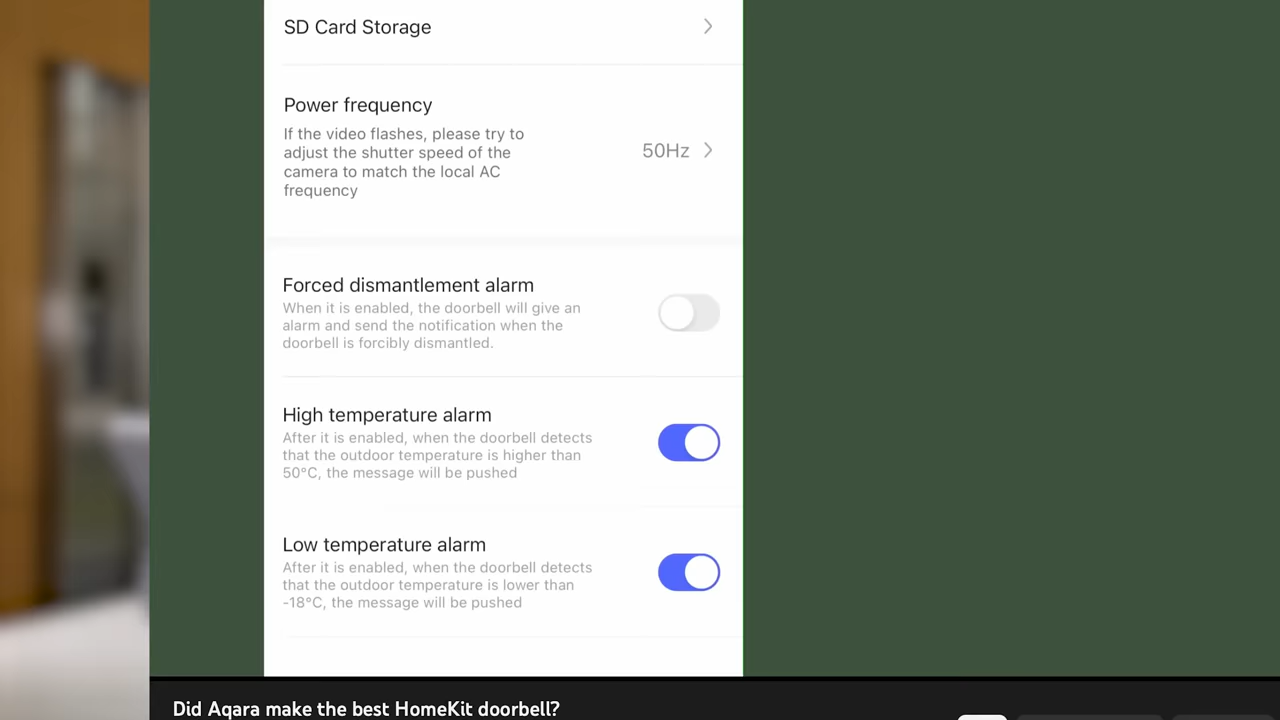 SD Card Storage
Power frequency
If the video flashes, please try to
adjust the shutter speed of the
camera to match the local AC
frequency
50Hz
Forced dismantlement alarm
When it is enabled, the doorbell will give an
alarm and send the notification when the
doorbell is forcibly dismantled.
High temperature alarm
After it is enabled, when the doorbell detects
that the outdoor temperature is higher than
50°C, the message will be pushed
Low temperature alarm
After it is enabled, when the doorbell detects
that the outdoor temperature is lower than
-18°C, the message will be pushed
Did Aqara make the best HomeKit doorbell?